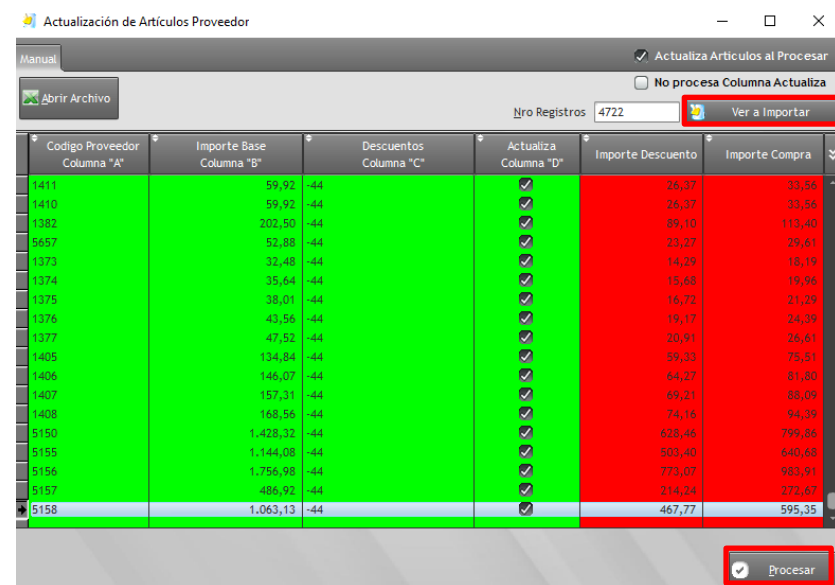 Actualización de Artículos Proveedor
Manual
Actualiza Articulos al Procesar
No procesa Columna Actualiza
Abrir Archivo
Nro Registros 4722 Ver a Importar
Codigo Proveedor Columna "A" Importe Base Columna "B" Descuentos Columna "C" Actualiza Columna "D" Importe Descuento Importe Compra
1411 59,92 -44 26,37 33,56
1410 59,92 -44 26,37 33,56
1382 202,50 -44 89,10 113,40
5657 52,88 -44 23,27 29,61
1373 32,48 -44 14,29 18,19
1374 35,64 -44 15,68 19,96
1375 38,01 -44 16,72 21,29
1376 43,56 -44 19,17 24,39
1377 47,52 -44 20,91 26,61
1405 134,84 -44 59,33 75,51
1406 146,07 -44 64,27 81,80
1407 157,31 -44 69,21 88,09
1408 168,56 -44 74,16 94,39
5150 1.428,32 -44 628,46 799,86
5155 1.144,08 -44 503,40 640,68
5156 1.756,98 -44 773,07 983,91
5157 486,92 -44 214,24 272,67
5158 1.063,13 -44 467,77 595,35
Procesar